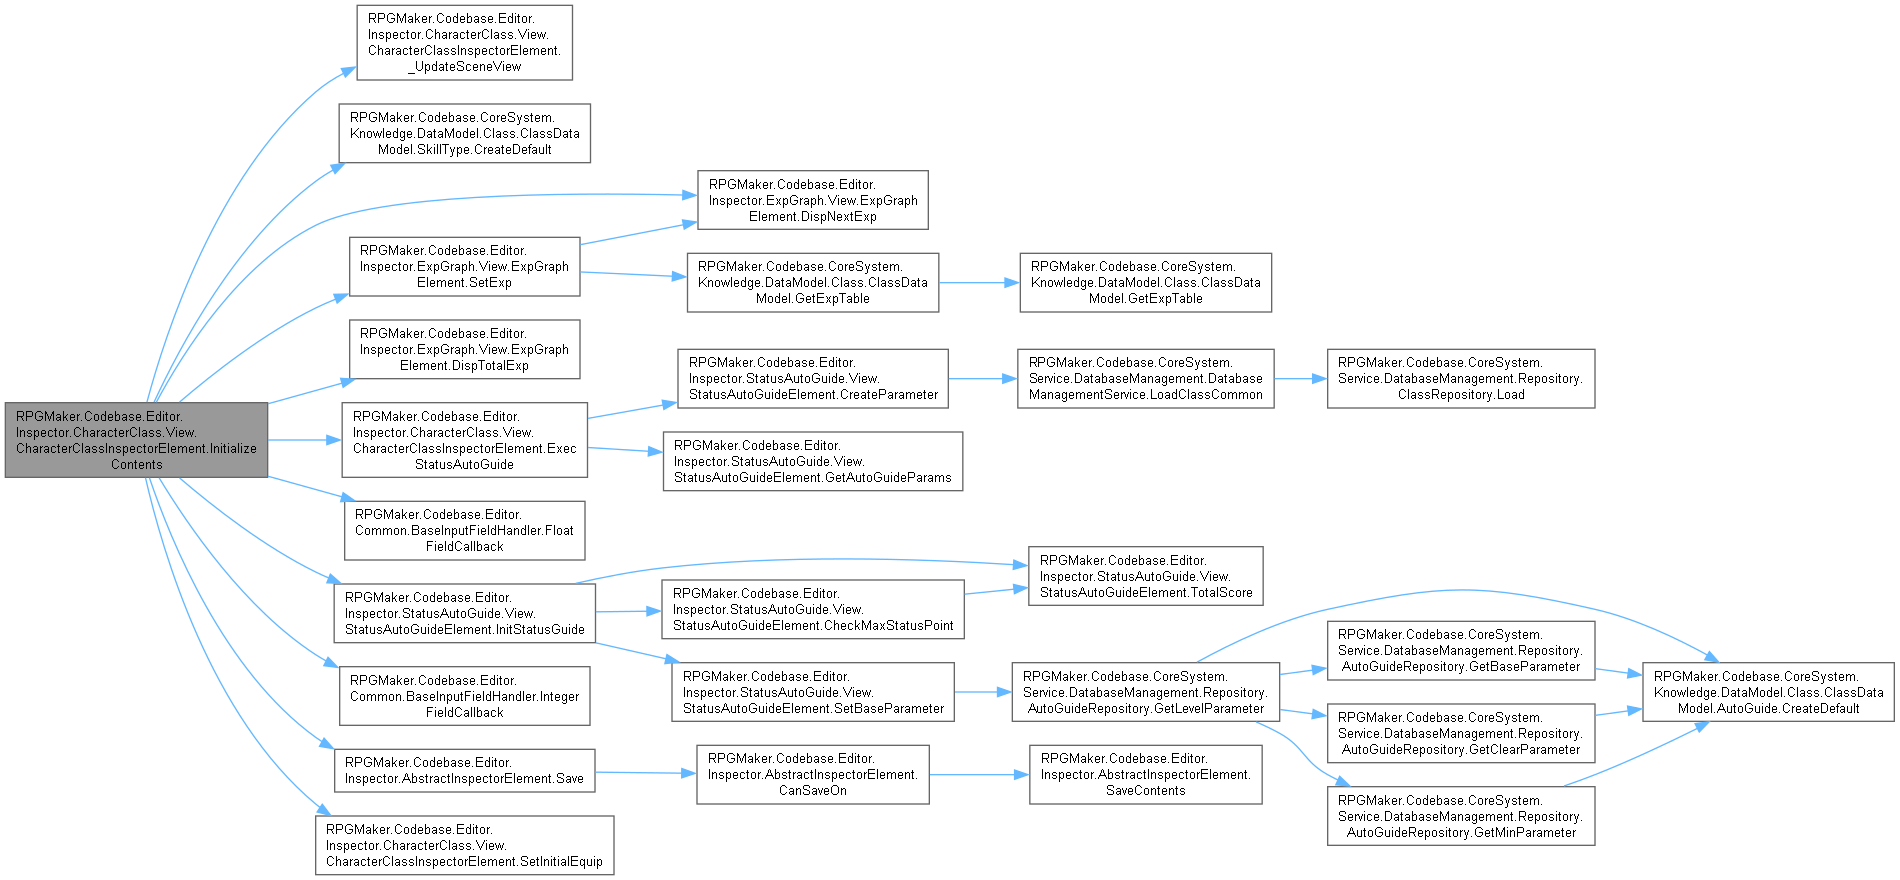 RPGMaker.Codebase.Editor.
Inspector.CharacterClass.View.
CharacterClassInspectorElement.Initialize
Contents
RPGMaker.Codebase.Editor.
Inspector.CharacterClass.View.
CharacterClassInspectorElement.
_UpdateSceneView
RPGMaker.Codebase.CoreSystem.
Knowledge.DataModel.Class.ClassData
Model.SkillType.CreateDefault
RPGMaker.Codebase.Editor.
Inspector.ExpGraph.View.ExpGraph
Element.DispNextExp
RPGMaker.Codebase.Editor.
Inspector.ExpGraph.View.ExpGraph
Element.SetExp
RPGMaker.Codebase.CoreSystem.
Knowledge.DataModel.Class.ClassData
Model.GetExpTable
RPGMaker.Codebase.CoreSystem.
Knowledge.DataModel.Class.ClassData
Model.GetExpTable
RPGMaker.Codebase.Editor.
Inspector.ExpGraph.View.ExpGraph
Element.DispTotalExp
RPGMaker.Codebase.Editor.
Inspector.CharacterClass.View.
CharacterClassInspectorElement.Exec
StatusAutoGuide
RPGMaker.Codebase.Editor.
Inspector.StatusAutoGuide.View.
StatusAutoGuideElement.CreateParameter
RPGMaker.Codebase.CoreSystem.
Service.DatabaseManagement.Database
ManagementService.LoadClassCommon
RPGMaker.Codebase.CoreSystem.
Service.DatabaseManagement.Repository.
ClassRepository.Load
RPGMaker.Codebase.Editor.
Inspector.StatusAutoGuide.View.
StatusAutoGuideElement.GetAutoGuideParams
RPGMaker.Codebase.Editor.
Common.BaseInputFieldHandler.Float
FieldCallback
RPGMaker.Codebase.Editor.
Inspector.StatusAutoGuide.View.
StatusAutoGuideElement.InitStatusGuide
RPGMaker.Codebase.Editor.
Inspector.StatusAutoGuide.View.
StatusAutoGuideElement.TotalScore
RPGMaker.Codebase.Editor.
Inspector.StatusAutoGuide.View.
StatusAutoGuideElement.CheckMaxStatusPoint
RPGMaker.Codebase.Editor.
Inspector.StatusAutoGuide.View.
StatusAutoGuideElement.SetBaseParameter
RPGMaker.Codebase.CoreSystem.
Service.DatabaseManagement.Repository.
AutoGuideRepository.GetLevelParameter
RPGMaker.Codebase.CoreSystem.
Service.DatabaseManagement.Repository.
AutoGuideRepository.GetBaseParameter
RPGMaker.Codebase.CoreSystem.
Knowledge.DataModel.Class.ClassData
Model.AutoGuide.CreateDefault
RPGMaker.Codebase.CoreSystem.
Service.DatabaseManagement.Repository.
AutoGuideRepository.GetClearParameter
RPGMaker.Codebase.CoreSystem.
Service.DatabaseManagement.Repository.
AutoGuideRepository.GetMinParameter
RPGMaker.Codebase.Editor.
Common.BaseInputFieldHandler.Integer
FieldCallback
RPGMaker.Codebase.Editor.
Inspector.AbstractInspectorElement.Save
RPGMaker.Codebase.Editor.
Inspector.AbstractInspectorElement.
CanSaveOn
RPGMaker.Codebase.Editor.
Inspector.AbstractInspectorElement.
SaveContents
RPGMaker.Codebase.Editor.
Inspector.CharacterClass.View.
CharacterClassInspectorElement.SetInitialEquip